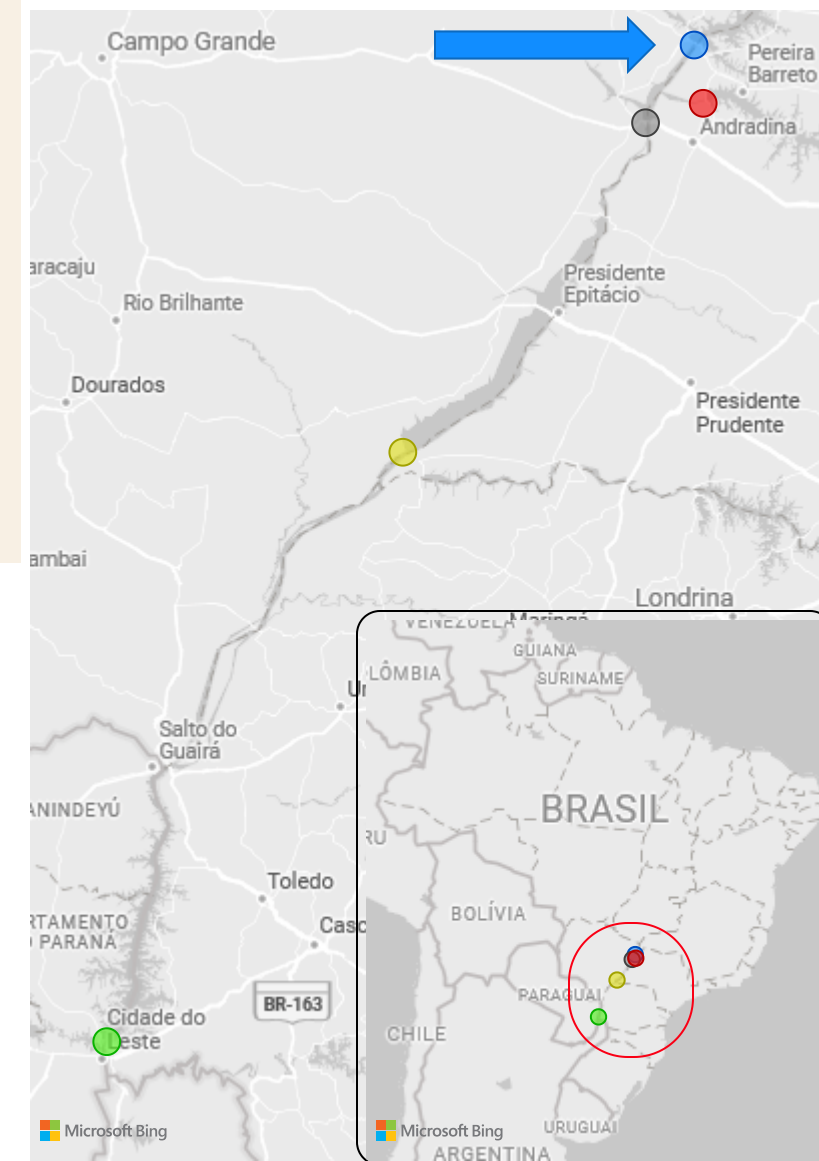 Campo Grande
Pereira
Barreto
Andradina
aracaju
Presidente
Epitácio
Rio Brilhante
Dourados
Presidente
Prudente
ambai
Londrina
Maringá
Salto do
Guairá
ANINDEYÚ
Toledo
RTAMENTO
PARANÁ
Casc
BR-163
Cidade do
Leste
Microsoft Bing
VENEZUELA
GUIANA
LÔMBIA
SURINAME
BRASIL
RU
BOLÍVIA
PARAGUAI
CHILE
URUGUAI
ARGENTINA
Microsoft Bing